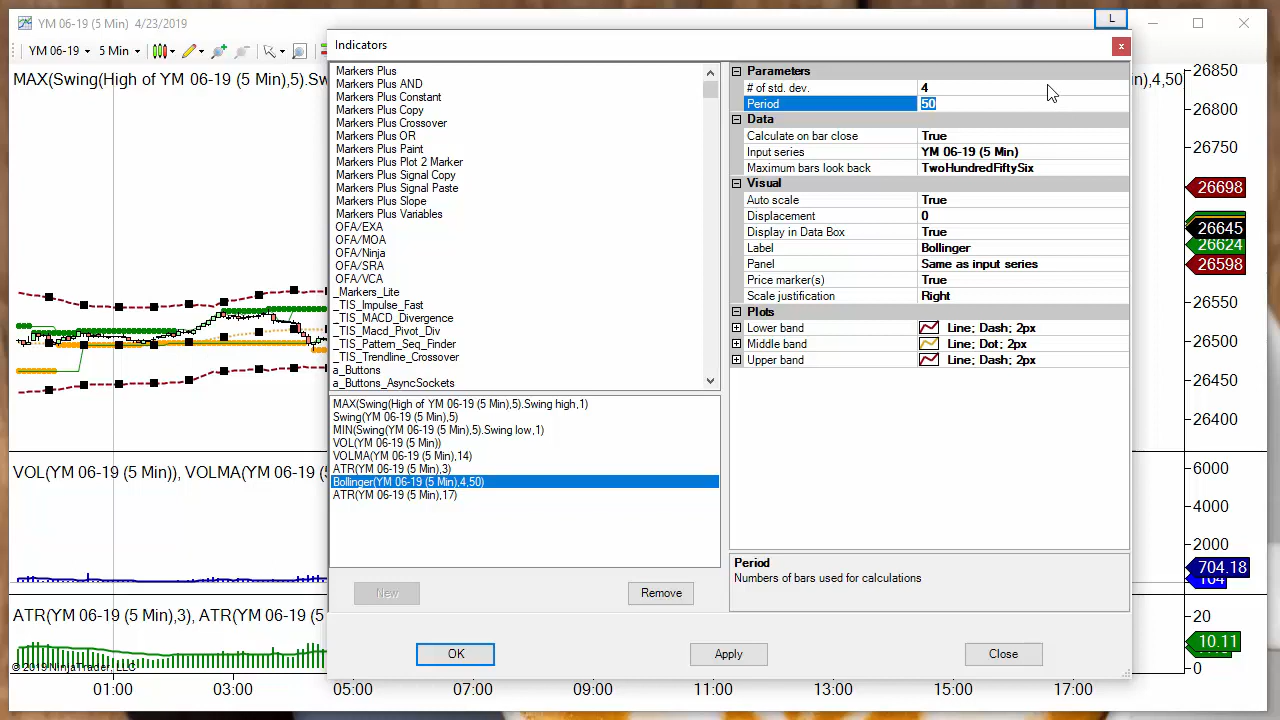 YM 06-19 (5 Min)  4/23/2019
L
YM 06-19
5 Min
MAX(Swing(High of YM 06-19 (5 Min),5).Sw
n),4,50)
Indicators
Markers Plus
Markers Plus AND
Markers Plus Constant
Markers Plus Copy
Markers Plus Crossover
Markers Plus OR
Markers Plus Paint
Markers Plus Plot 2 Marker
Markers Plus Signal Copy
Markers Plus Signal Paste
Markers Plus Slope
Markers Plus Variables
OFA/EXA
OFA/MOA
OFA/Ninja
OFA/SRA
OFA/VCA
_Markers_Lite
_TIS_Impulse_Fast
_TIS_MACD_Divergence
_TIS_Macd_Pivot_Div
_TIS_Pattern_Seq_Finder
_TIS_Trendline_Crossover
a_Buttons
a_Buttons_AsyncSockets
MAX(Swing(High of YM 06-19 (5 Min),5).Swing high,1)
Swing(YM 06-19 (5 Min),5)
MIN(Swing(YM 06-19 (5 Min),5).Swing low,1)
VOL(YM 06-19 (5 Min))
VOLMA(YM 06-19 (5 Min),14)
ATR(YM 06-19 (5 Min),3)
Bollinger(YM 06-19 (5 Min),4,50)
ATR(YM 06-19 (5 Min),17)
New
Remove
Parameters
# of std. dev. 4
Period 50
Data
Calculate on bar close True
Input series YM 06-19 (5 Min)
Maximum bars look back TwoHundredFiftySix
Visual
Auto scale True
Displacement 0
Display in Data Box True
Label Bollinger
Panel Same as input series
Price marker(s) True
Scale justification Right
Plots
Lower band Line; Dash; 2px
Middle band Line; Dot; 2px
Upper band Line; Dash; 2px
Period
Numbers of bars used for calculations
OK
Apply
Close
26850
26800
26750
26698
26645
26624
26598
26550
26500
26450
26400
VOL(YM 06-19 (5 Min)), VOLMA(YM 06-19 (5
6000
4000
2000
704.18
ATR(YM 06-19 (5 Min),3), ATR(YM 06-19 (5
20
10.11
0
© 2019 NinjaTrader, LLC
01:00
03:00
05:00
07:00
09:00
11:00
13:00
15:00
17:00